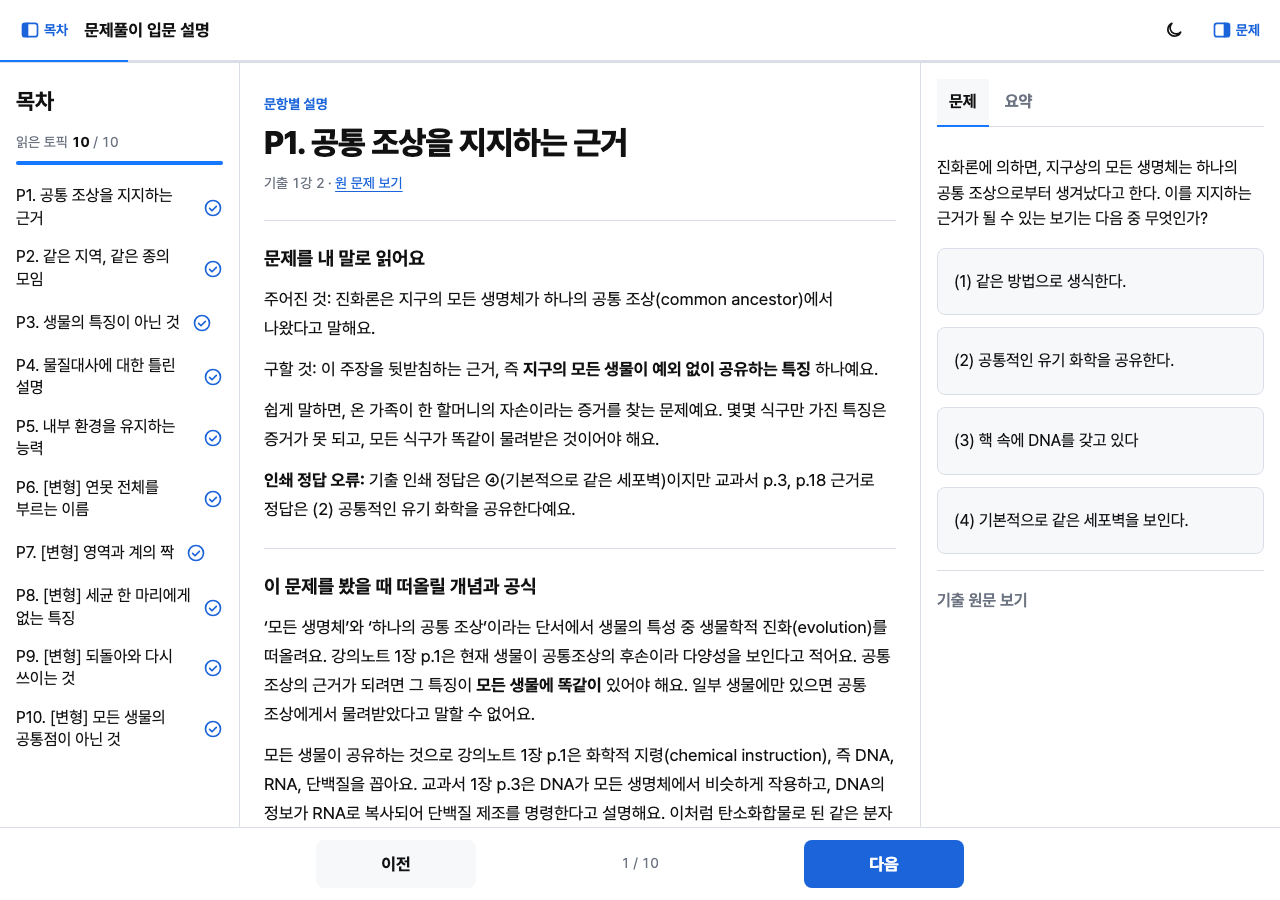 목차
문제풀이 입문 설명
문제
목차
읽은 토픽 10 / 10
P1. 공통 조상을 지지하는
근거
P2. 같은 지역, 같은 종의
모임
P3. 생물의 특징이 아닌 것
P4. 물질대사에 대한 틀린
설명
P5. 내부 환경을 유지하는
능력
P6. [변형] 연못 전체를
부르는 이름
P7. [변형] 영역과 계의 짝
P8. [변형] 세균 한 마리에게
없는 특징
P9. [변형] 되돌아와 다시
쓰이는 것
P10. [변형] 모든 생물의
공통점이 아닌 것
문항별 설명
P1. 공통 조상을 지지하는 근거
기출 1강 2 · 원 문제 보기
문제를 내 말로 읽어요
주어진 것: 진화론은 지구의 모든 생명체가 하나의 공통 조상(common ancestor)에서
나왔다고 말해요.
구할 것: 이 주장을 뒷받침하는 근거, 즉 지구의 모든 생물이 예외 없이 공유하는 특징 하나예요.
쉽게 말하면, 온 가족이 한 할머니의 자손이라는 증거를 찾는 문제예요. 몇몇 식구만 가진 특징은
증거가 못 되고, 모든 식구가 똑같이 물려받은 것이어야 해요.
인쇄 정답 오류: 기출 인쇄 정답은 ④(기본적으로 같은 세포벽)이지만 교과서 p.3, p.18 근거로
정답은 (2) 공통적인 유기 화학을 공유한다예요.
이 문제를 봤을 때 떠올릴 개념과 공식
‘모든 생명체’와 ‘하나의 공통 조상’이라는 단서에서 생물의 특성 중 생물학적 진화(evolution)를
떠올려요. 강의노트 1장 p.1은 현재 생물이 공통조상의 후손이라 다양성을 보인다고 적어요. 공통
조상의 근거가 되려면 그 특징이 모든 생물에 똑같이 있어야 해요. 일부 생물에만 있으면 공통
조상에게서 물려받았다고 말할 수 없어요.
모든 생물이 공유하는 것으로 강의노트 1장 p.1은 화학적 지령(chemical instruction), 즉 DNA,
RNA, 단백질을 꼽아요. 교과서 1장 p.3은 DNA가 모든 생명체에서 비슷하게 작용하고, DNA의
정보가 RNA로 복사되어 단백질 제조를 명령한다고 설명해요. 이처럼 탄소화합물로 된 같은 분자
문제
요약
진화론에 의하면, 지구상의 모든 생명체는 하나의
공통 조상으로부터 생겨났다고 한다. 이를 지지하는
근거가 될 수 있는 보기는 다음 중 무엇인가?
(1) 같은 방법으로 생식한다.
(2) 공통적인 유기 화학을 공유한다.
(3) 핵 속에 DNA를 갖고 있다
(4) 기본적으로 같은 세포벽을 보인다.
기출 원문 보기
이전
1 / 10
다음